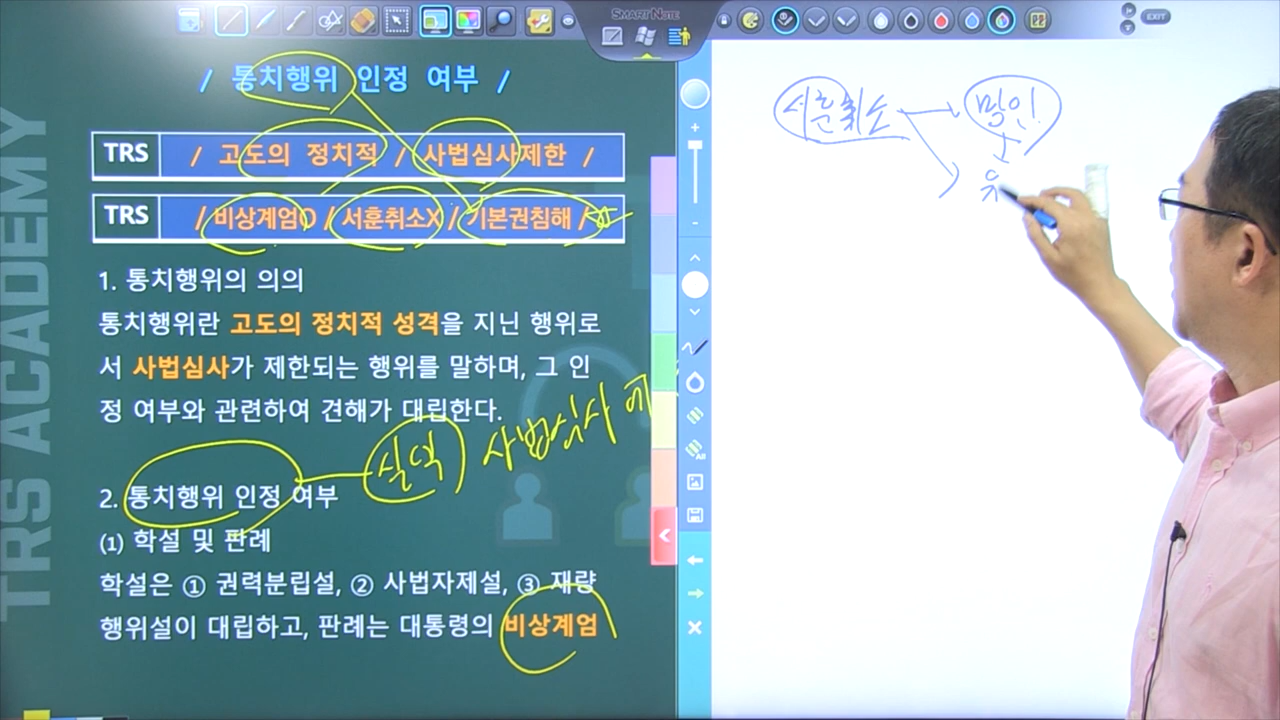 SMART NOTE
EXIT
/ 통치행위 인정 여부 /
TRS / 고도의 정치적 / 사법심사제한 /
TRS / 비상계엄O / 서훈취소X / 기본권침해 /
1. 통치행위의 의의
통치행위란 고도의 정치적 성격을 지닌 행위로
서 사법심사가 제한되는 행위를 말하며, 그 인
정 여부와 관련하여 견해가 대립한다.
사법심사
2. 통치행위 인정 여부
(1) 학설 및 판례
학설은 ① 권력분립설, ② 사법자제설, ③ 재량
행위설이 대립하고, 판례는 대통령의 비상계엄
TRS ACADEMY
AR
서훈취소
망인
유